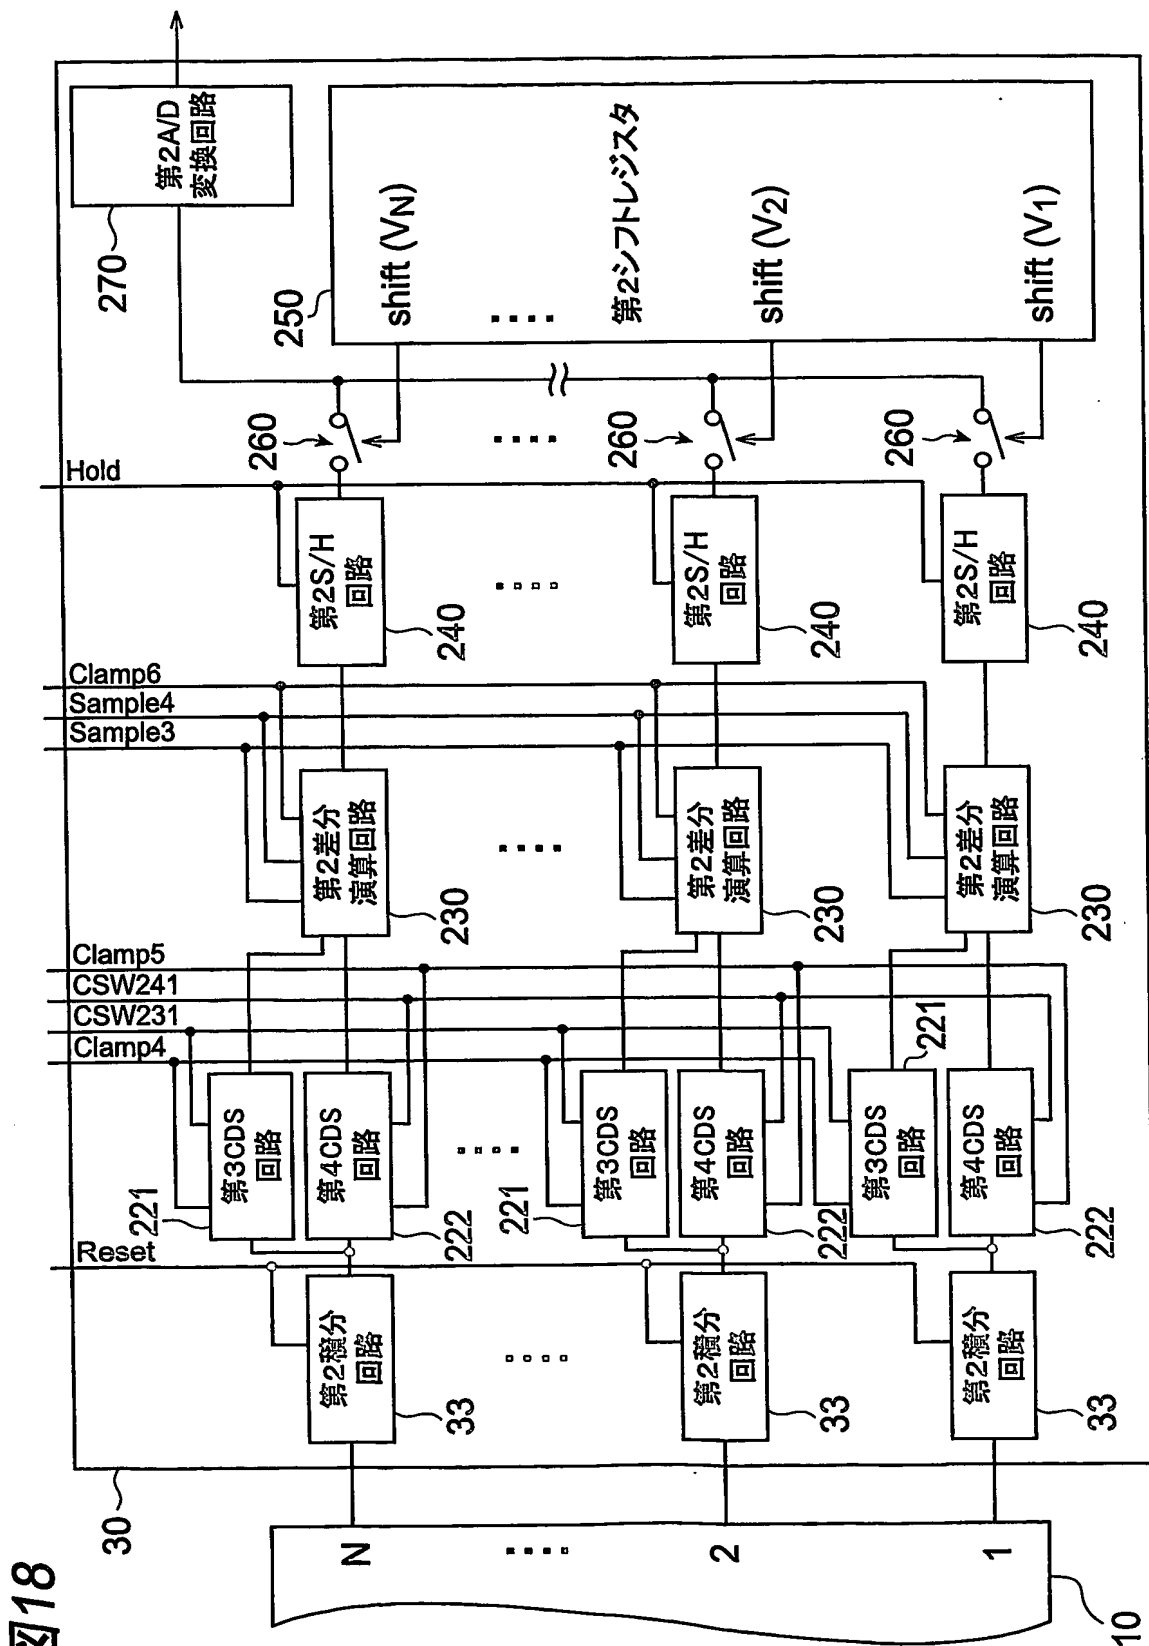 図18
30
Reset
Clamp4
CSW231
CSW241
Clamp5
Sample3
Sample4
Clamp6
Hold
270
第2A/D
変換回路
10
N
33
第2積分
回路
221
第3CDS
回路
222
第4CDS
回路
230
第2差分
演算回路
240
第2S/H
回路
260
250
shift (VN)
第2シフトレジスタ
2
33
第2積分
回路
221
第3CDS
回路
222
第4CDS
回路
230
第2差分
演算回路
240
第2S/H
回路
260
shift (V2)
1
33
第2積分
回路
221
第3CDS
回路
222
第4CDS
回路
230
第2差分
演算回路
240
第2S/H
回路
260
shift (V1)